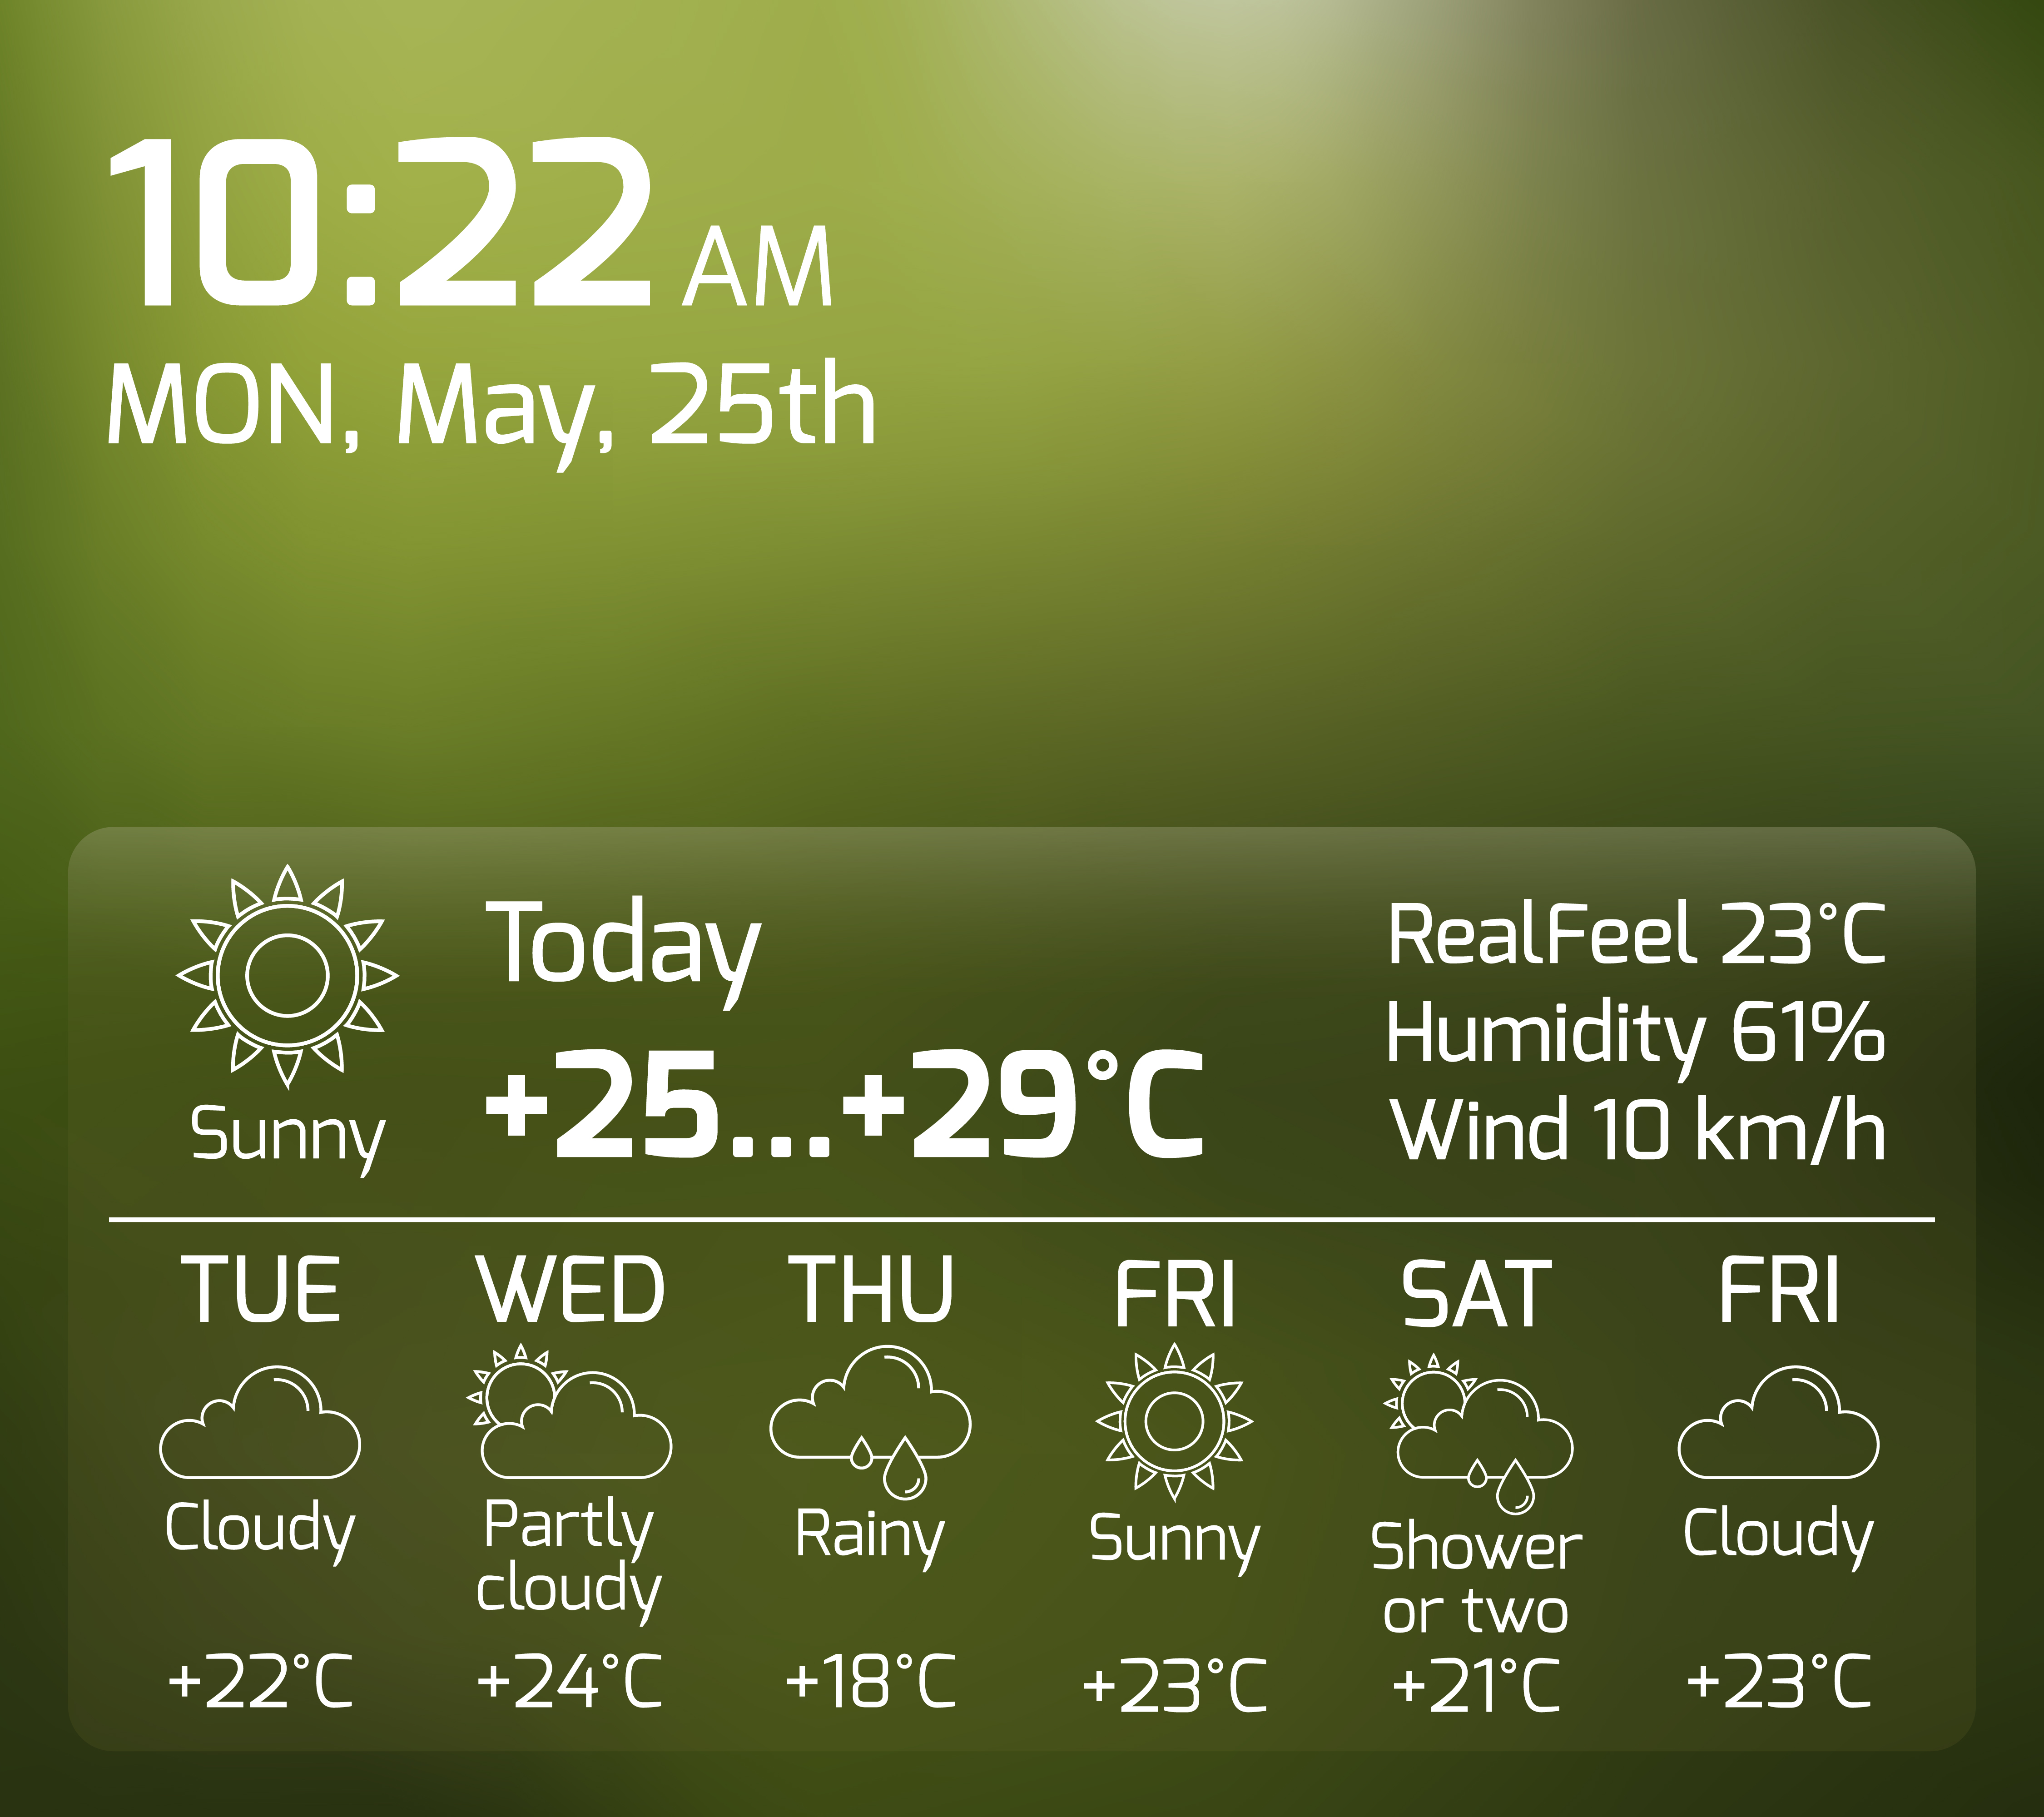 10:22 AM
MON, May, 25th
Today
+25...+29°C
Sunny
RealFeel 23°C
Humidity 61%
Wind 10 km/h
TUE WED THU FRI SAT FRI
Cloudy
Partly
cloudy
Rainy
Sunny
Shower
or two
Cloudy
+22°C +24°C +18°C +23°C +21°C +23°C